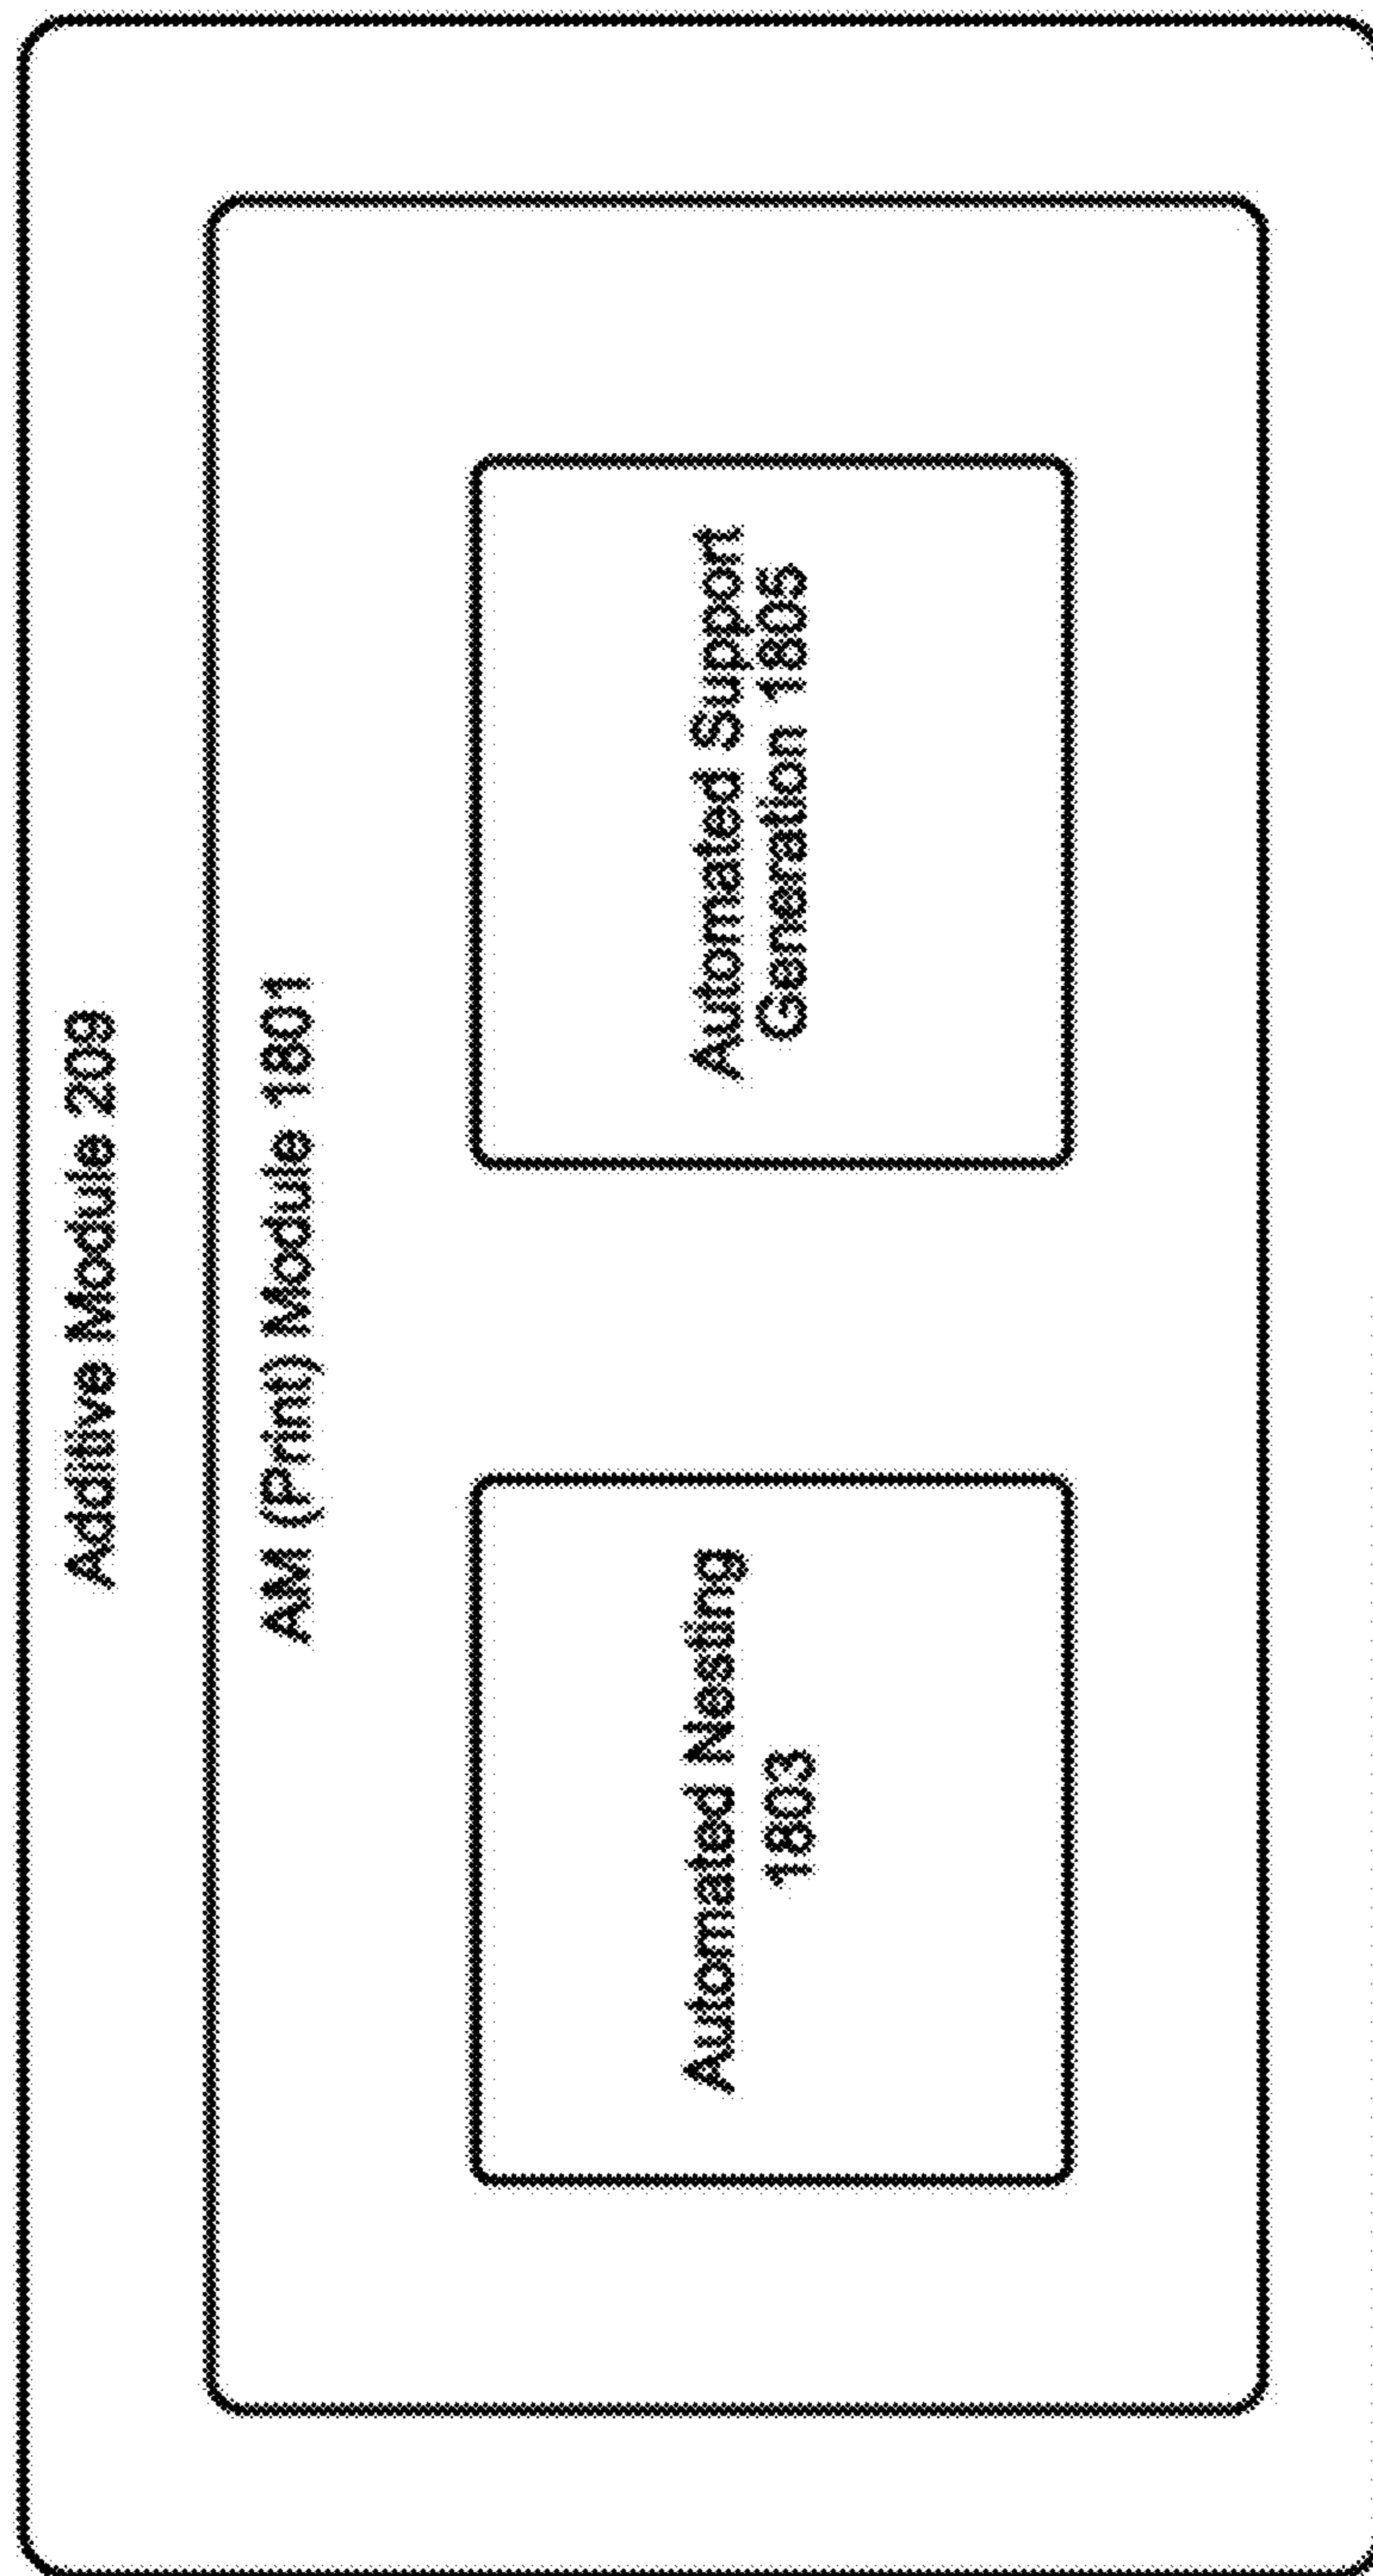 Additive Module 209
AM (Print) Module 1801
Automated Nesting
1803
Automated Support
Generation 1805